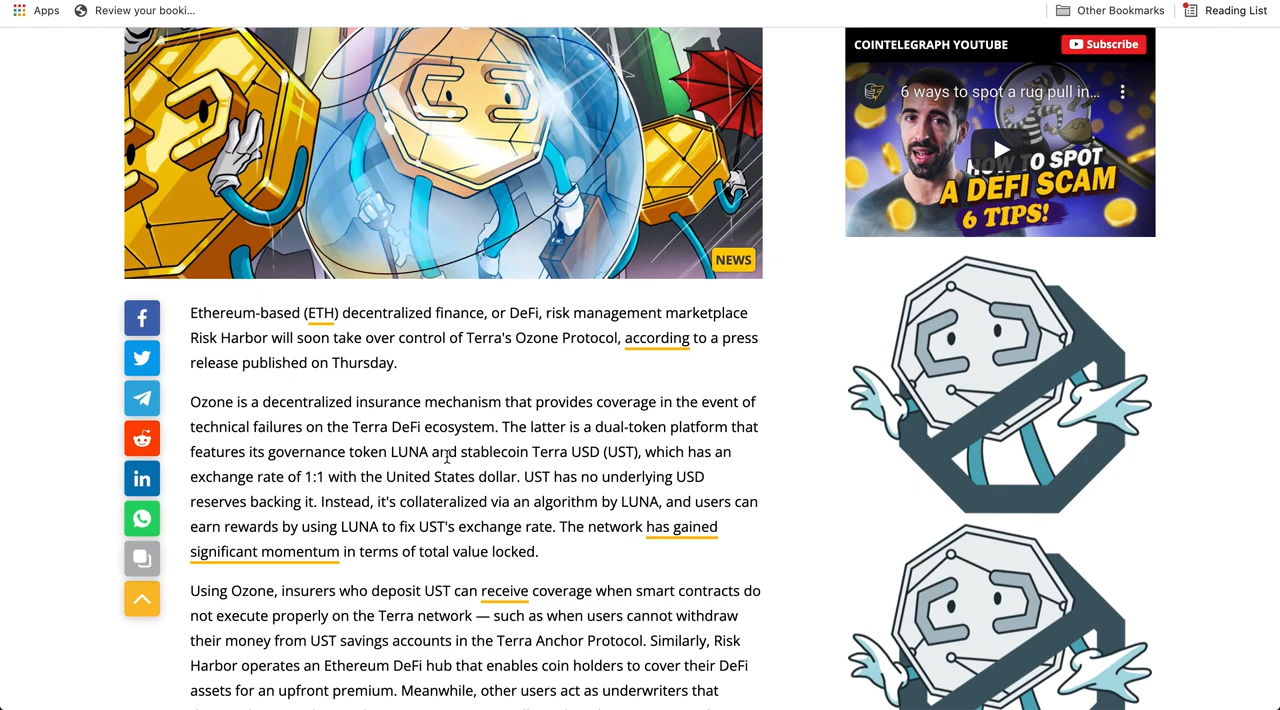 Apps
Review your booki...
Other Bookmarks
Reading List
NEWS
Ethereum-based (ETH) decentralized finance, or DeFi, risk management marketplace
Risk Harbor will soon take over control of Terra's Ozone Protocol, according to a press
release published on Thursday.
Ozone is a decentralized insurance mechanism that provides coverage in the event of
technical failures on the Terra DeFi ecosystem. The latter is a dual-token platform that
features its governance token LUNA and stablecoin Terra USD (UST), which has an
exchange rate of 1:1 with the United States dollar. UST has no underlying USD
reserves backing it. Instead, it's collateralized via an algorithm by LUNA, and users can
earn rewards by using LUNA to fix UST's exchange rate. The network has gained
significant momentum in terms of total value locked.
Using Ozone, insurers who deposit UST can receive coverage when smart contracts do
not execute properly on the Terra network — such as when users cannot withdraw
their money from UST savings accounts in the Terra Anchor Protocol. Similarly, Risk
Harbor operates an Ethereum DeFi hub that enables coin holders to cover their DeFi
assets for an upfront premium. Meanwhile, other users act as underwriters that
COINTELEGRAPH YOUTUBE
Subscribe
6 ways to spot a rug pull in...
HOW TO SPOT
A DEFI SCAM
6 TIPS!